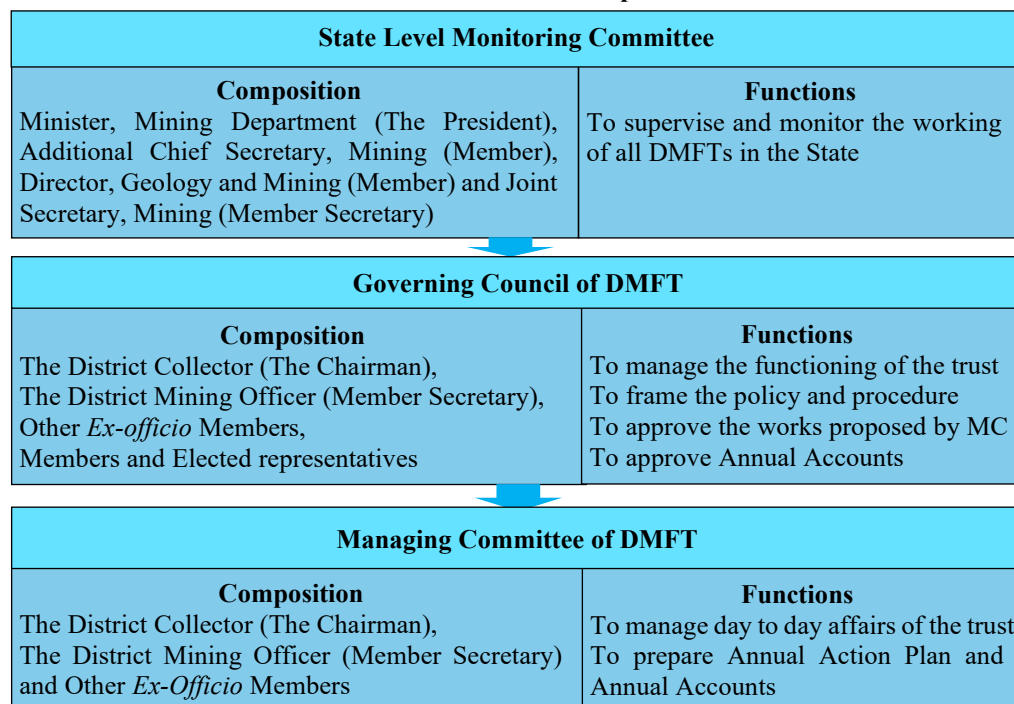 State Level Monitoring Committee
Composition
Minister, Mining Department (The President),
Additional Chief Secretary, Mining (Member),
Director, Geology and Mining (Member) and Joint
Secretary, Mining (Member Secretary)
Functions
To supervise and monitor the working
of all DMFTs in the State
Governing Council of DMFT
Composition
The District Collector (The Chairman),
The District Mining Officer (Member Secretary),
Other Ex-officio Members,
Members and Elected representatives
Functions
To manage the functioning of the trust
To frame the policy and procedure
To approve the works proposed by MC
To approve Annual Accounts
Managing Committee of DMFT
Composition
The District Collector (The Chairman),
The District Mining Officer (Member Secretary)
and Other Ex-Officio Members
Functions
To manage day to day affairs of the trust
To prepare Annual Action Plan and
Annual Accounts